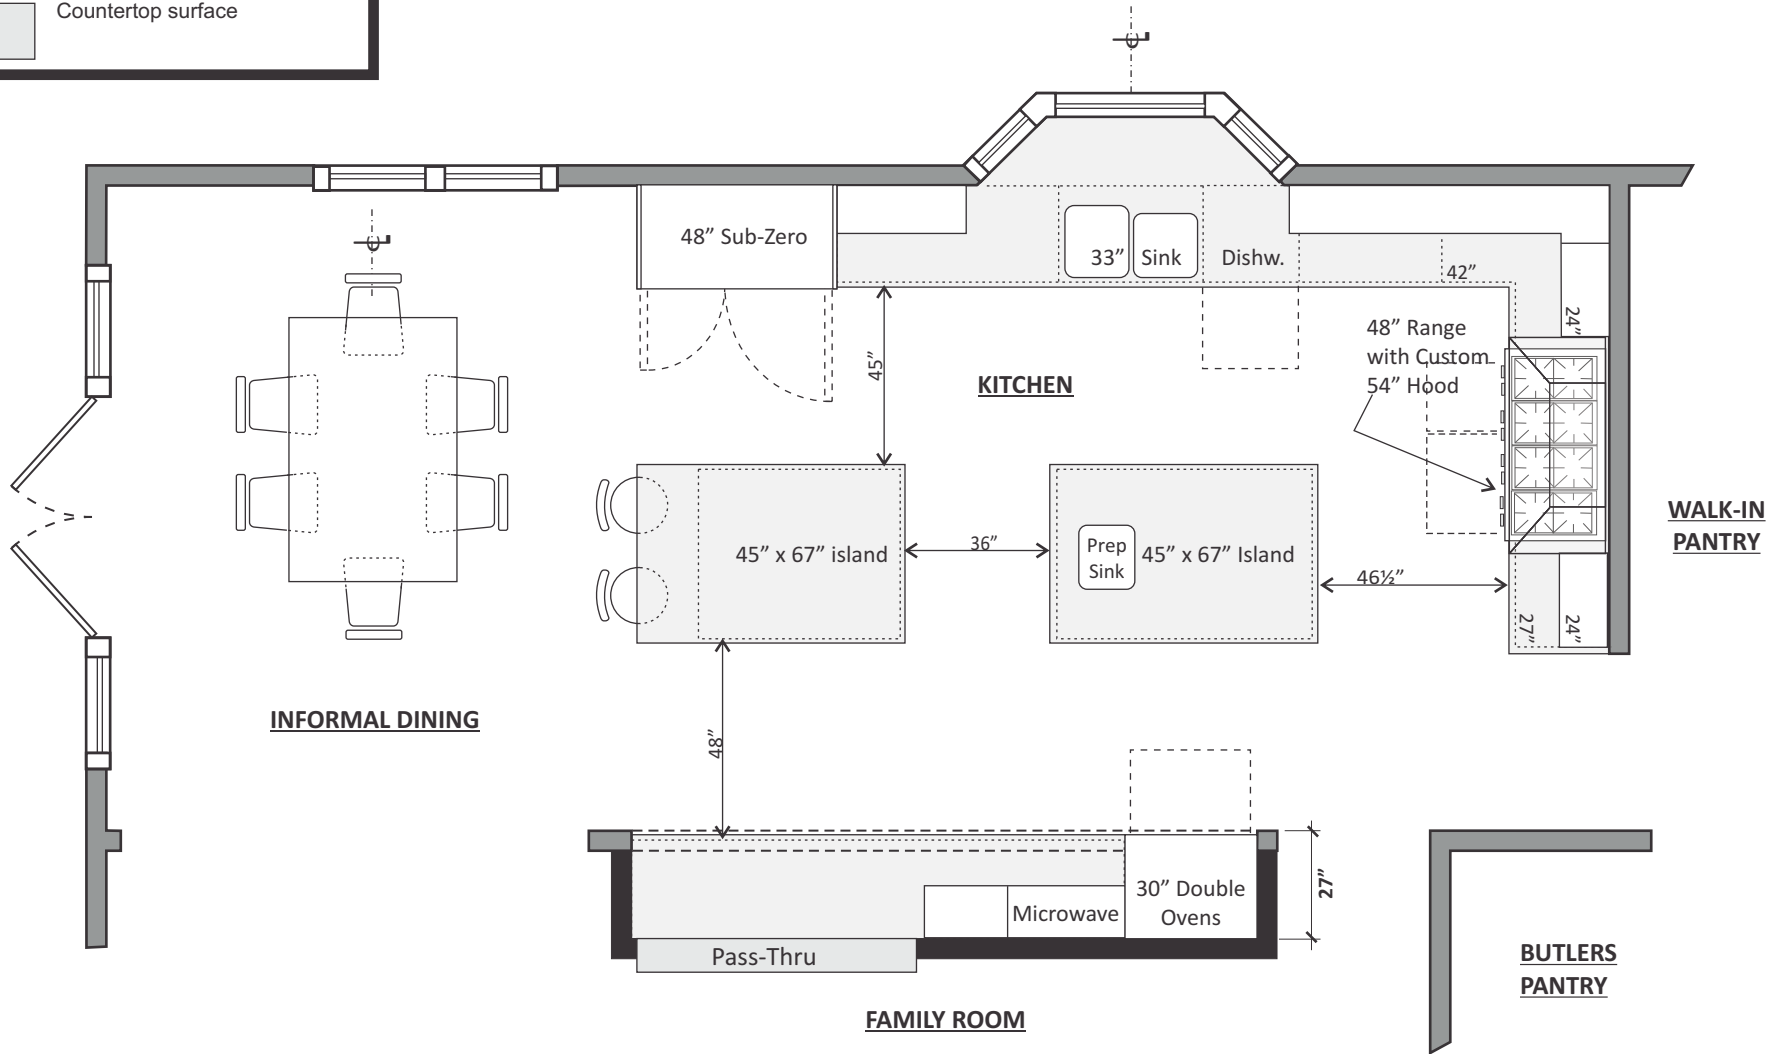 Countertop surface
48” Sub-Zero
33”
Sink
Dishw.
42”
24”
48” Range
with Custom
54” Hood
45”
KITCHEN
WALK-IN
PANTRY
45” x 67” island
36”
Prep
Sink
45” x 67” Island
46½”
27”
24”
INFORMAL DINING
48”
30” Double
Ovens
Microwave
27”
Pass-Thru
BUTLERS
PANTRY
FAMILY ROOM